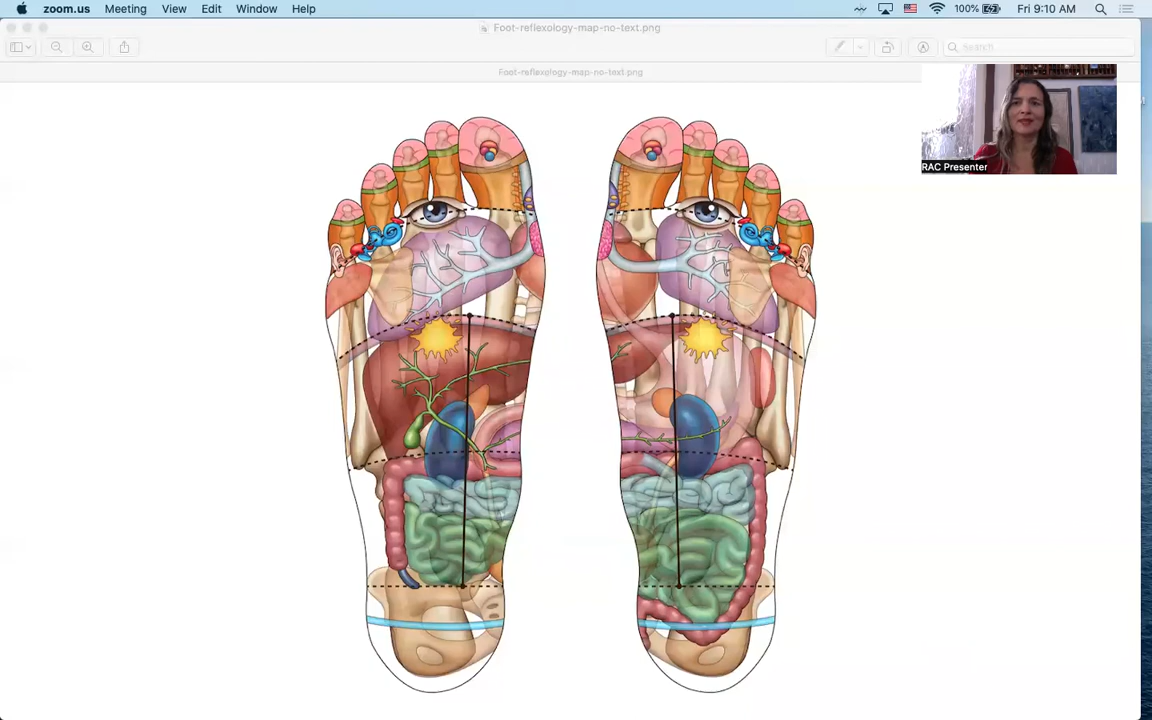 zoom.us Meeting View Edit Window Help 100% Fri 9:10 AM
Foot-reflexology-map-no-text.png
Search
Foot-reflexology-map-no-text.png
RAC Presenter